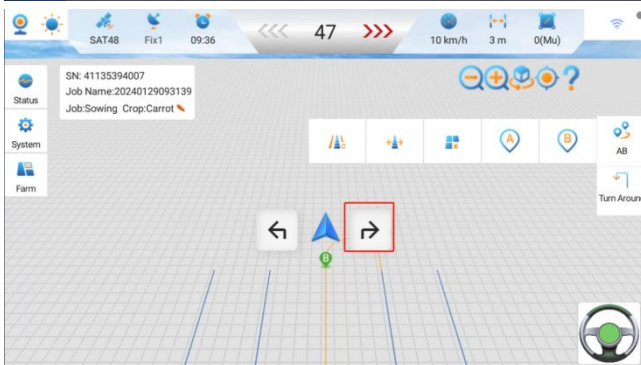 SAT48
Fix1
09:36
47
10 km/h
3 m
0(Mu)
Status
System
Farm
SN: 41135394007
Job Name:20240129093139
Job:Sowing Crop:Carrot
?
A
B
AB
Turn Aroun
B